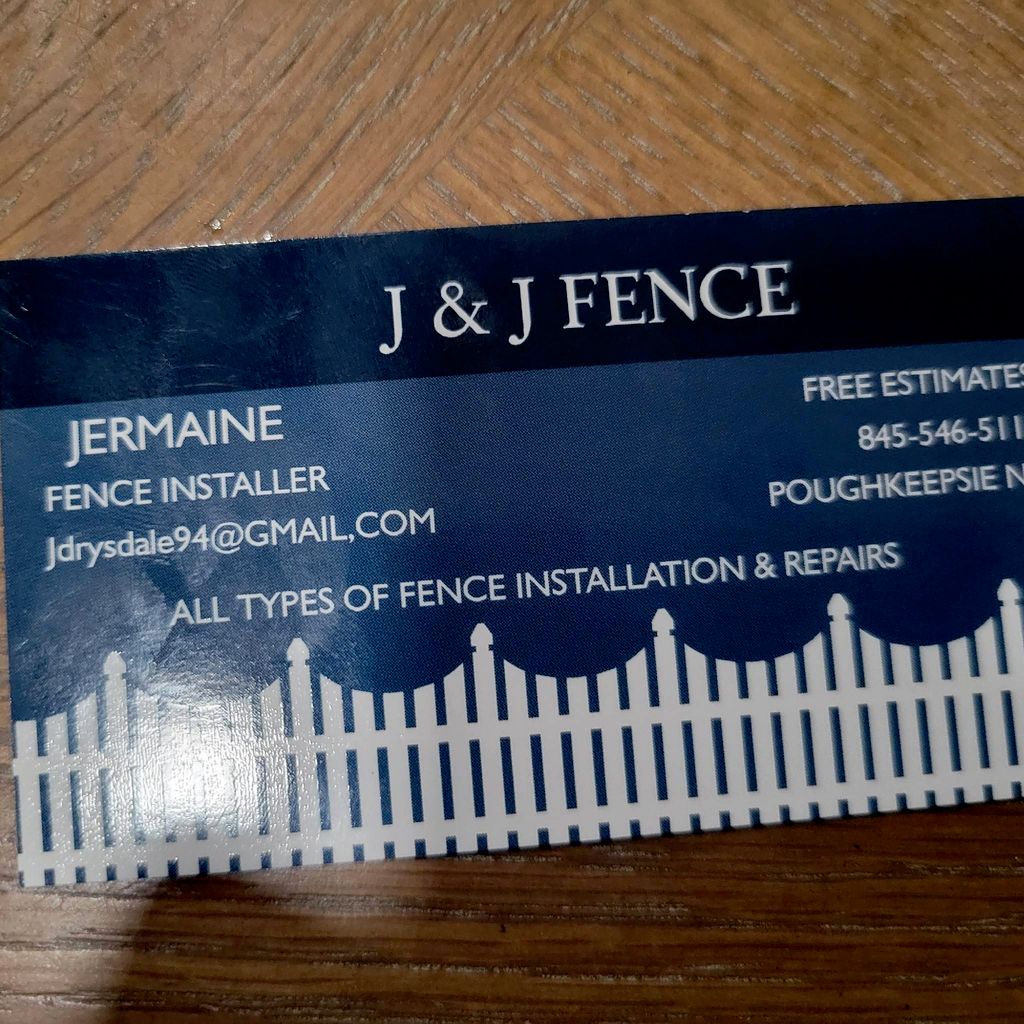 J & J FENCE
JERMAINE
FENCE INSTALLER
Jdrysdale94@GMAIL,COM
FREE ESTIMATES
845-546-511
POUGHKEEPSIE N
ALL TYPES OF FENCE INSTALLATION & REPAIRS